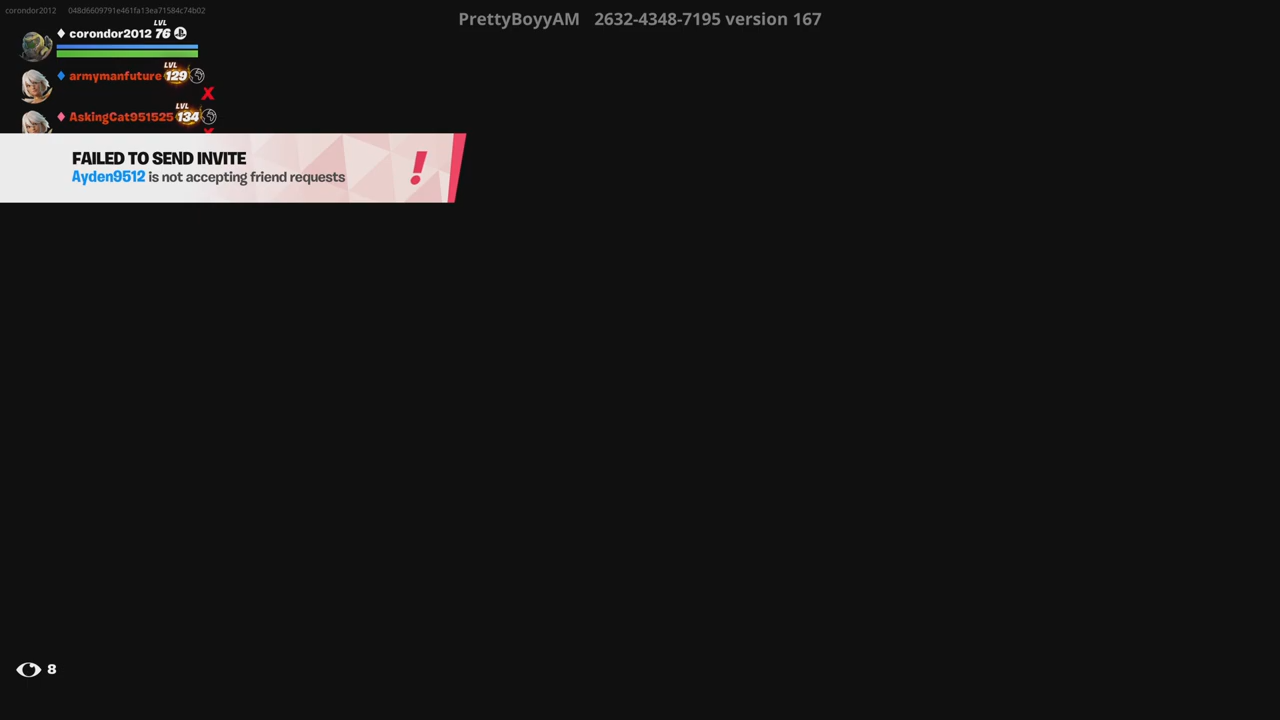 corondor2012 048d6609791e461fa13ea71584c74b02
PrettyBoyyAM 2632-4348-7195 version 167
LVL
corondor2012 76
LVL
armymanfuture 129
X
LVL
AskingCat951525 134
FAILED TO SEND INVITE
Ayden9512 is not accepting friend requests
!
8